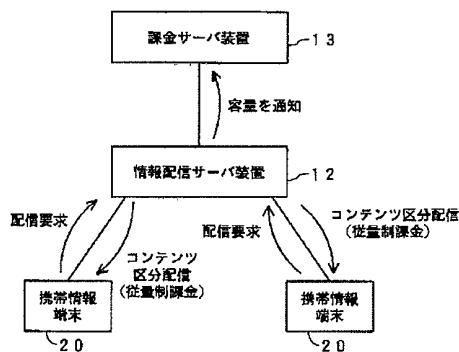 課金サーバ装置
13
容量を通知
情報配信サーバ装置
12
配信要求
コンテンツ
区分配信
(従量制課金)
配信要求
コンテンツ区分配信
(従量制課金)
携帯情報
端末
20
携帯情報
端末
20